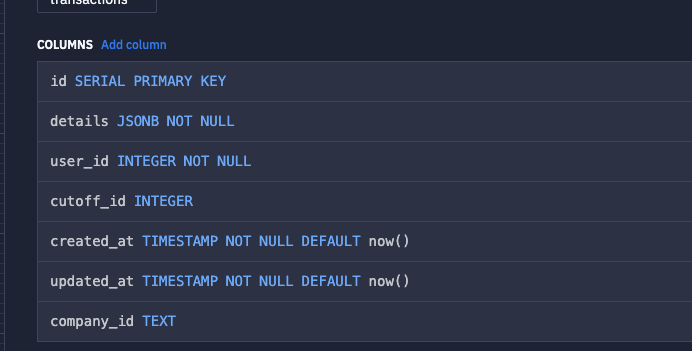 transactions
COLUMNS Add column
id SERIAL PRIMARY KEY
details JSONB NOT NULL
user_id INTEGER NOT NULL
cutoff_id INTEGER
created_at TIMESTAMP NOT NULL DEFAULT now()
updated_at TIMESTAMP NOT NULL DEFAULT now()
company_id TEXT